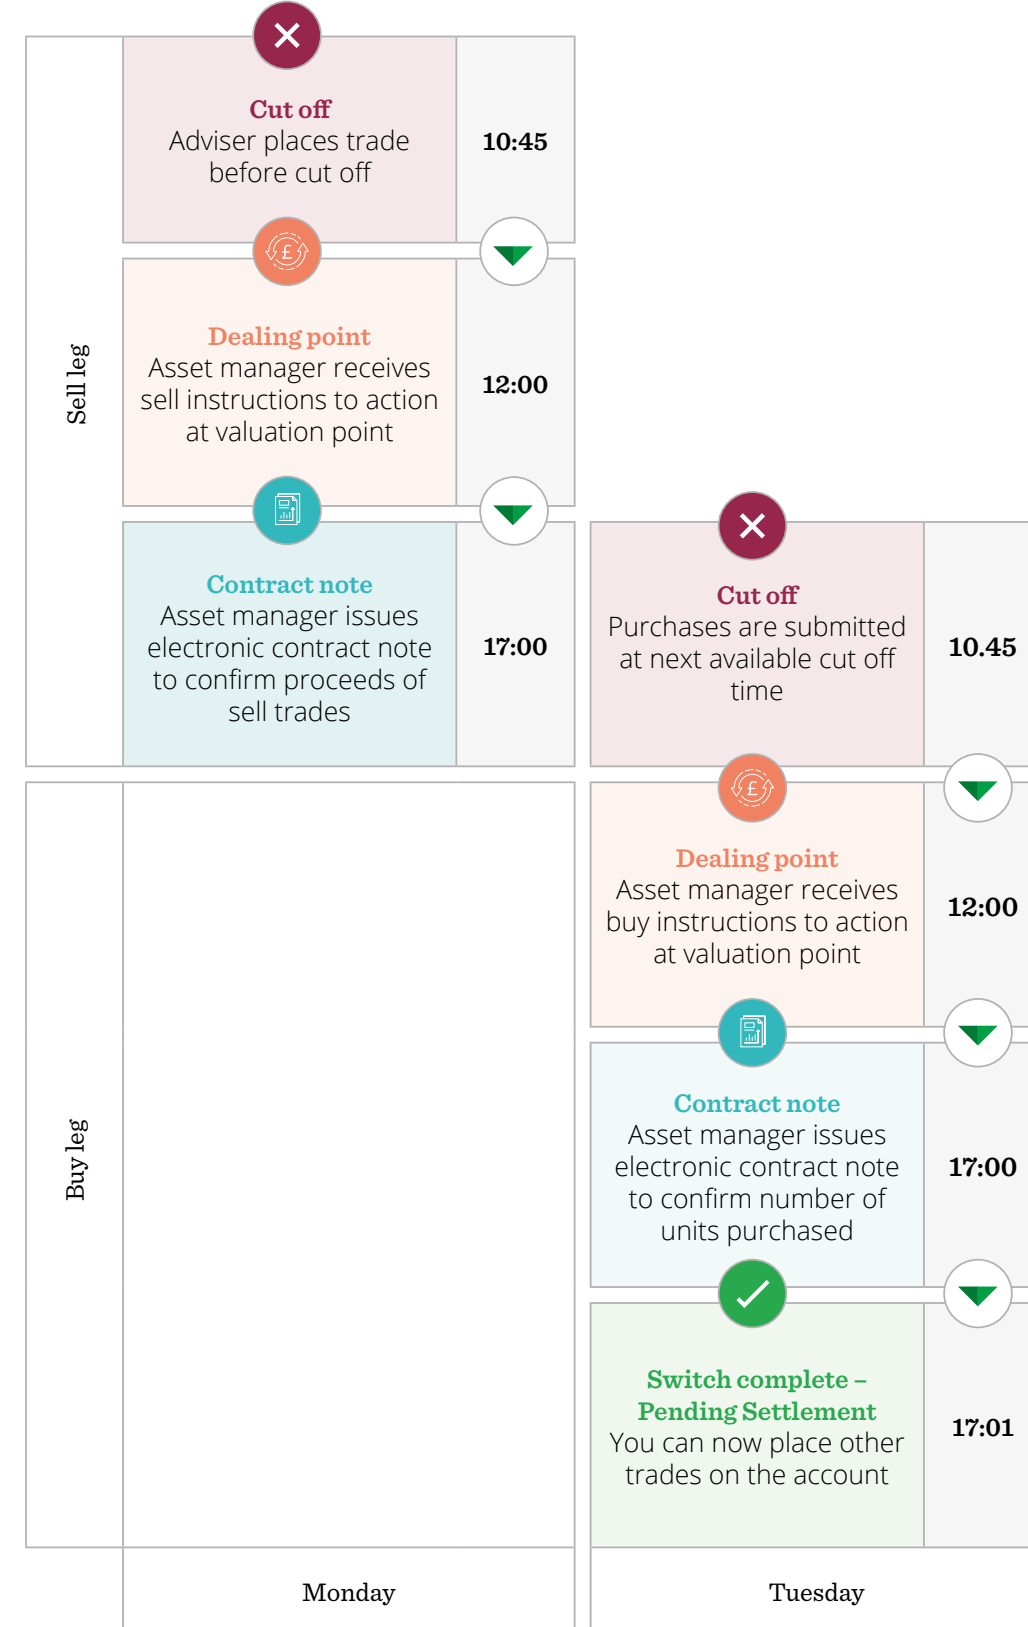 Sell leg
Cut off
Adviser places trade
before cut off
10:45
Dealing point
Asset manager receives
sell instructions to action
at valuation point
12:00
Contract note
Asset manager issues
electronic contract note
to confirm proceeds of
sell trades
17:00
Cut off
Purchases are submitted
at next available cut off
time
10.45
Buy leg
Dealing point
Asset manager receives
buy instructions to action
at valuation point
12:00
Contract note
Asset manager issues
electronic contract note
to confirm number of
units purchased
17:00
Switch complete –
Pending Settlement
You can now place other
trades on the account
17:01
Monday
Tuesday